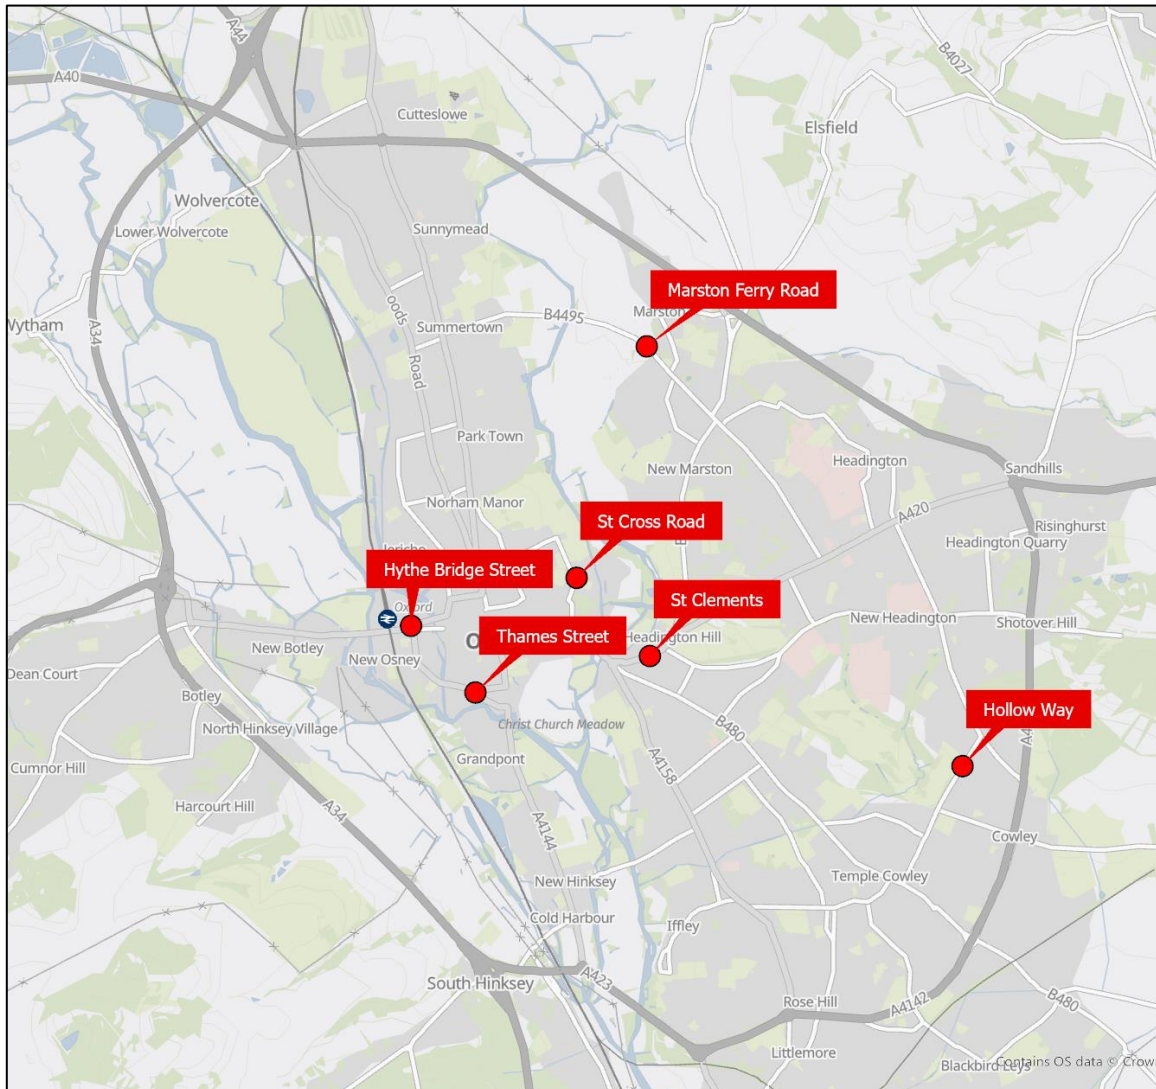 A44
B4027
A40
Cutteslowe
Elsfield
Wolvercote
Lower Wolvercote
Sunnymead
Marston Ferry Road
B4495
Marston
Wytham
A34
oods
Road
Summertown
Park Town
Headington
New Marston
Sandhills
Norham Manor
A420
St Cross Road
Risinghurst
Headington Quarry
Jericho
Hythe Bridge Street
St Clements
Oxford
New Headington
Shotover Hill
Thames Street
O
Headington Hill
New Botley
New Osney
Dean Court
Botley
Hollow Way
North Hinksey Village
Christ Church Meadow
B480
Grandpont
A4158
Cumnor Hill
Harcourt Hill
A34
A4144
Cowley
New Hinksey
Temple Cowley
Cold Harbour
Iffley
South Hinksey
A423
Rose Hill
A4142
B480
Littlemore
Blackbird Leys
Contains OS data © Crow